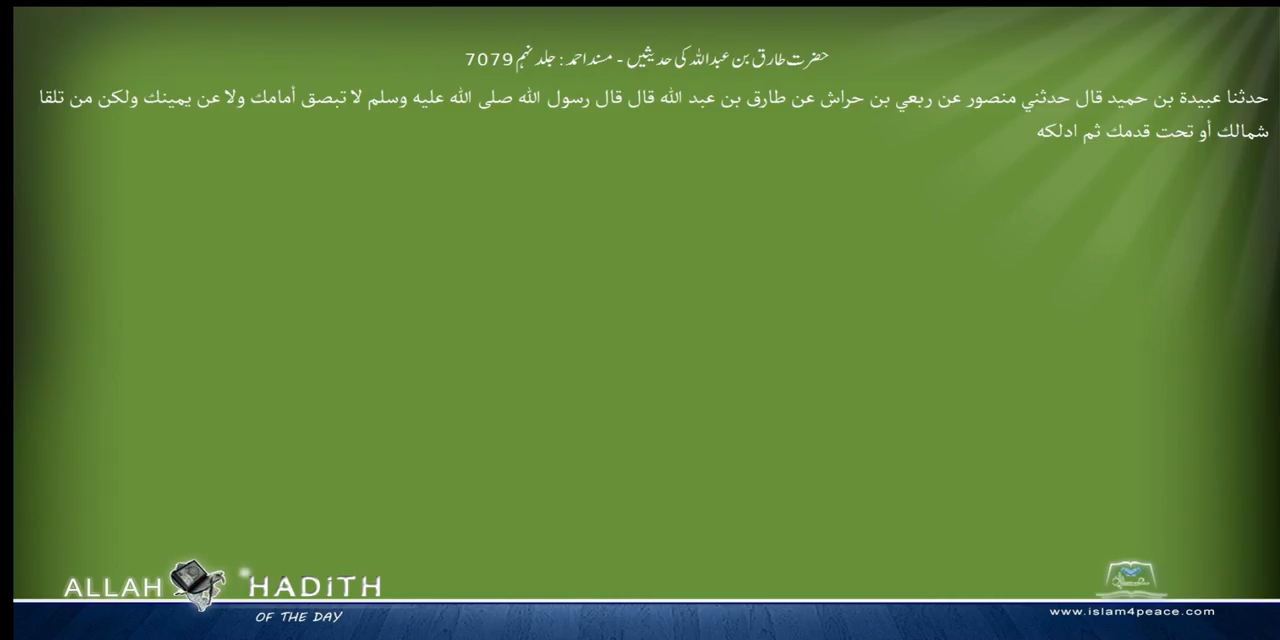 حضرت طارق بن عبداللہ کی حدیثیں - مسند احمد : جلد نہم 7079
حدثنا عبيدة بن حميد قال حدثني منصور عن ربعي بن حراش عن طارق بن عبد الله قال قال رسول الله صلى الله عليه وسلم لا تبصق أمامك ولا عن يمينك ولكن من تلقا
شمالك أو تحت قدمك ثم ادلكه
ALLAH HADITH
OF THE DAY
www.islam4peace.com